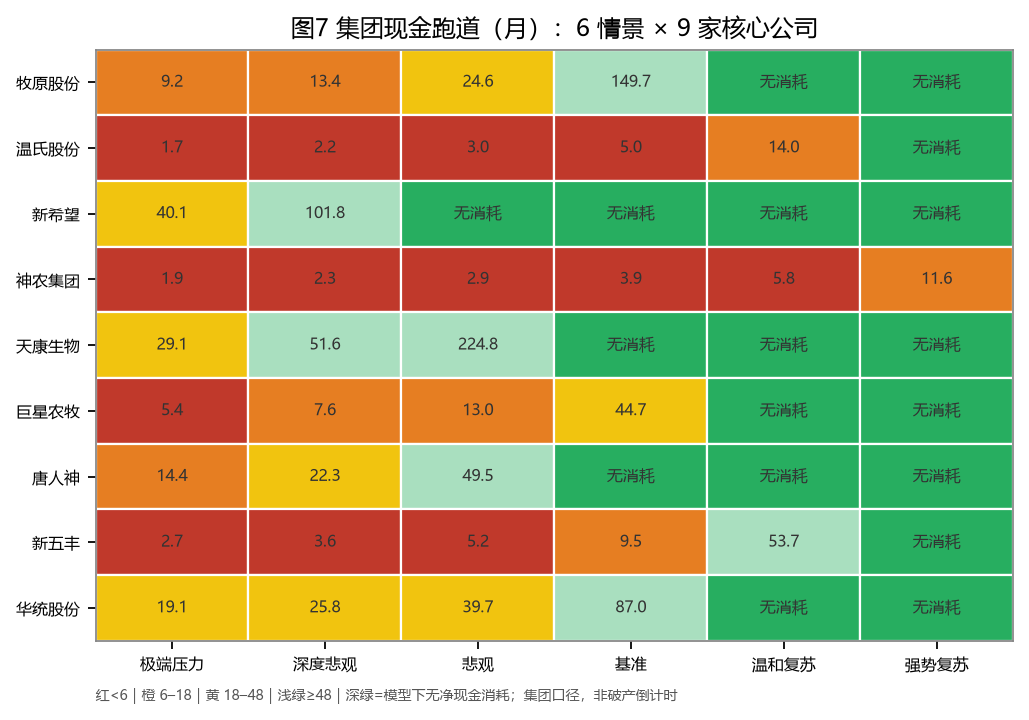 图7 集团现金跑道（月）：6 情景 × 9 家核心公司
牧原股份 9.2 13.4 24.6 149.7 无消耗 无消耗
温氏股份 1.7 2.2 3.0 5.0 14.0 无消耗
新希望 40.1 101.8 无消耗 无消耗 无消耗 无消耗
神农集团 1.9 2.3 2.9 3.9 5.8 11.6
天康生物 29.1 51.6 224.8 无消耗 无消耗 无消耗
巨星农牧 5.4 7.6 13.0 44.7 无消耗 无消耗
唐人神 14.4 22.3 49.5 无消耗 无消耗 无消耗
新五丰 2.7 3.6 5.2 9.5 53.7 无消耗
华统股份 19.1 25.8 39.7 87.0 无消耗 无消耗
极端压力 深度悲观 悲观 基准 温和复苏 强势复苏
红<6｜橙 6–18｜黄 18–48｜浅绿≥48｜深绿=模型下无净现金消耗；集团口径，非破产倒计时